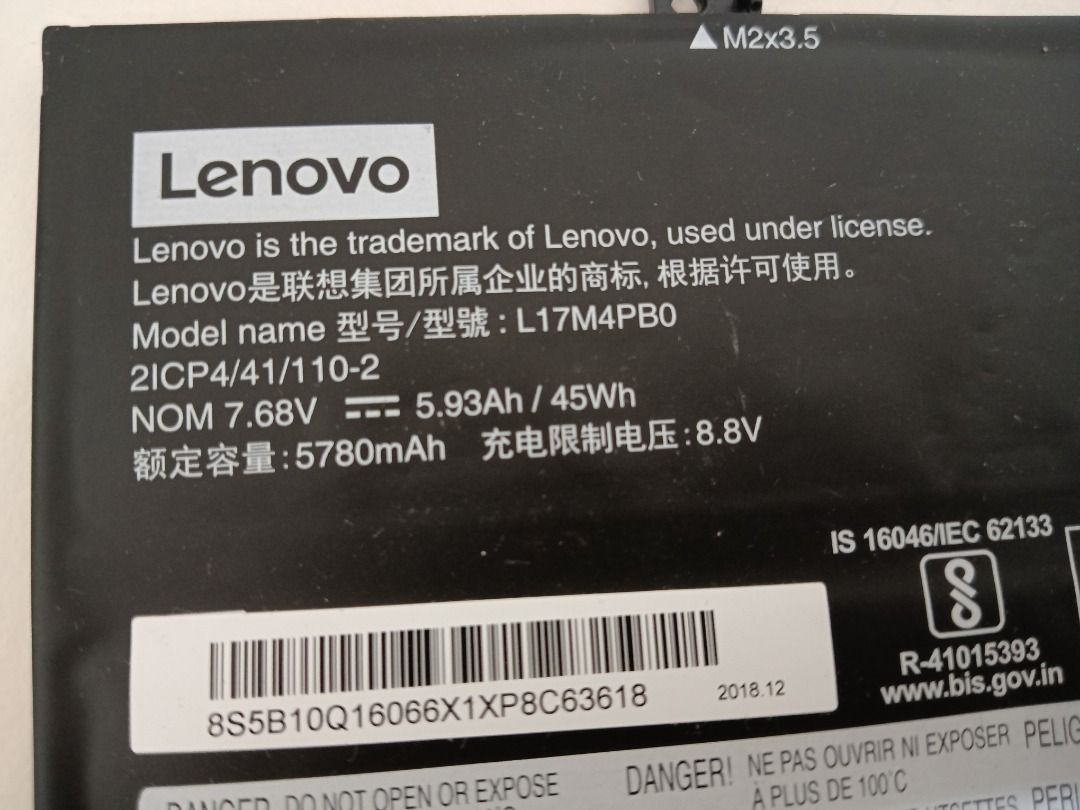 M2x3.5
Lenovo
Lenovo is the trademark of Lenovo, used under license.
Lenovo是联想集团所属企业的商标, 根据许可使用。
Model name 型号/型號 : L17M4PB0
2ICP4/41/110-2
NOM 7.68V ⎓ 5.93Ah / 45Wh
额定容量:5780mAh 充电限制电压:8.8V
IS 16046/IEC 62133
R-41015393
www.bis.gov.in
8S5B10Q16066X1XP8C63618 2018.12
DANGER DO NOT OPEN OR EXPOSE
DANGER! NE PAS OUVRIR NI EXPOSER
À PLUS DE 100°C